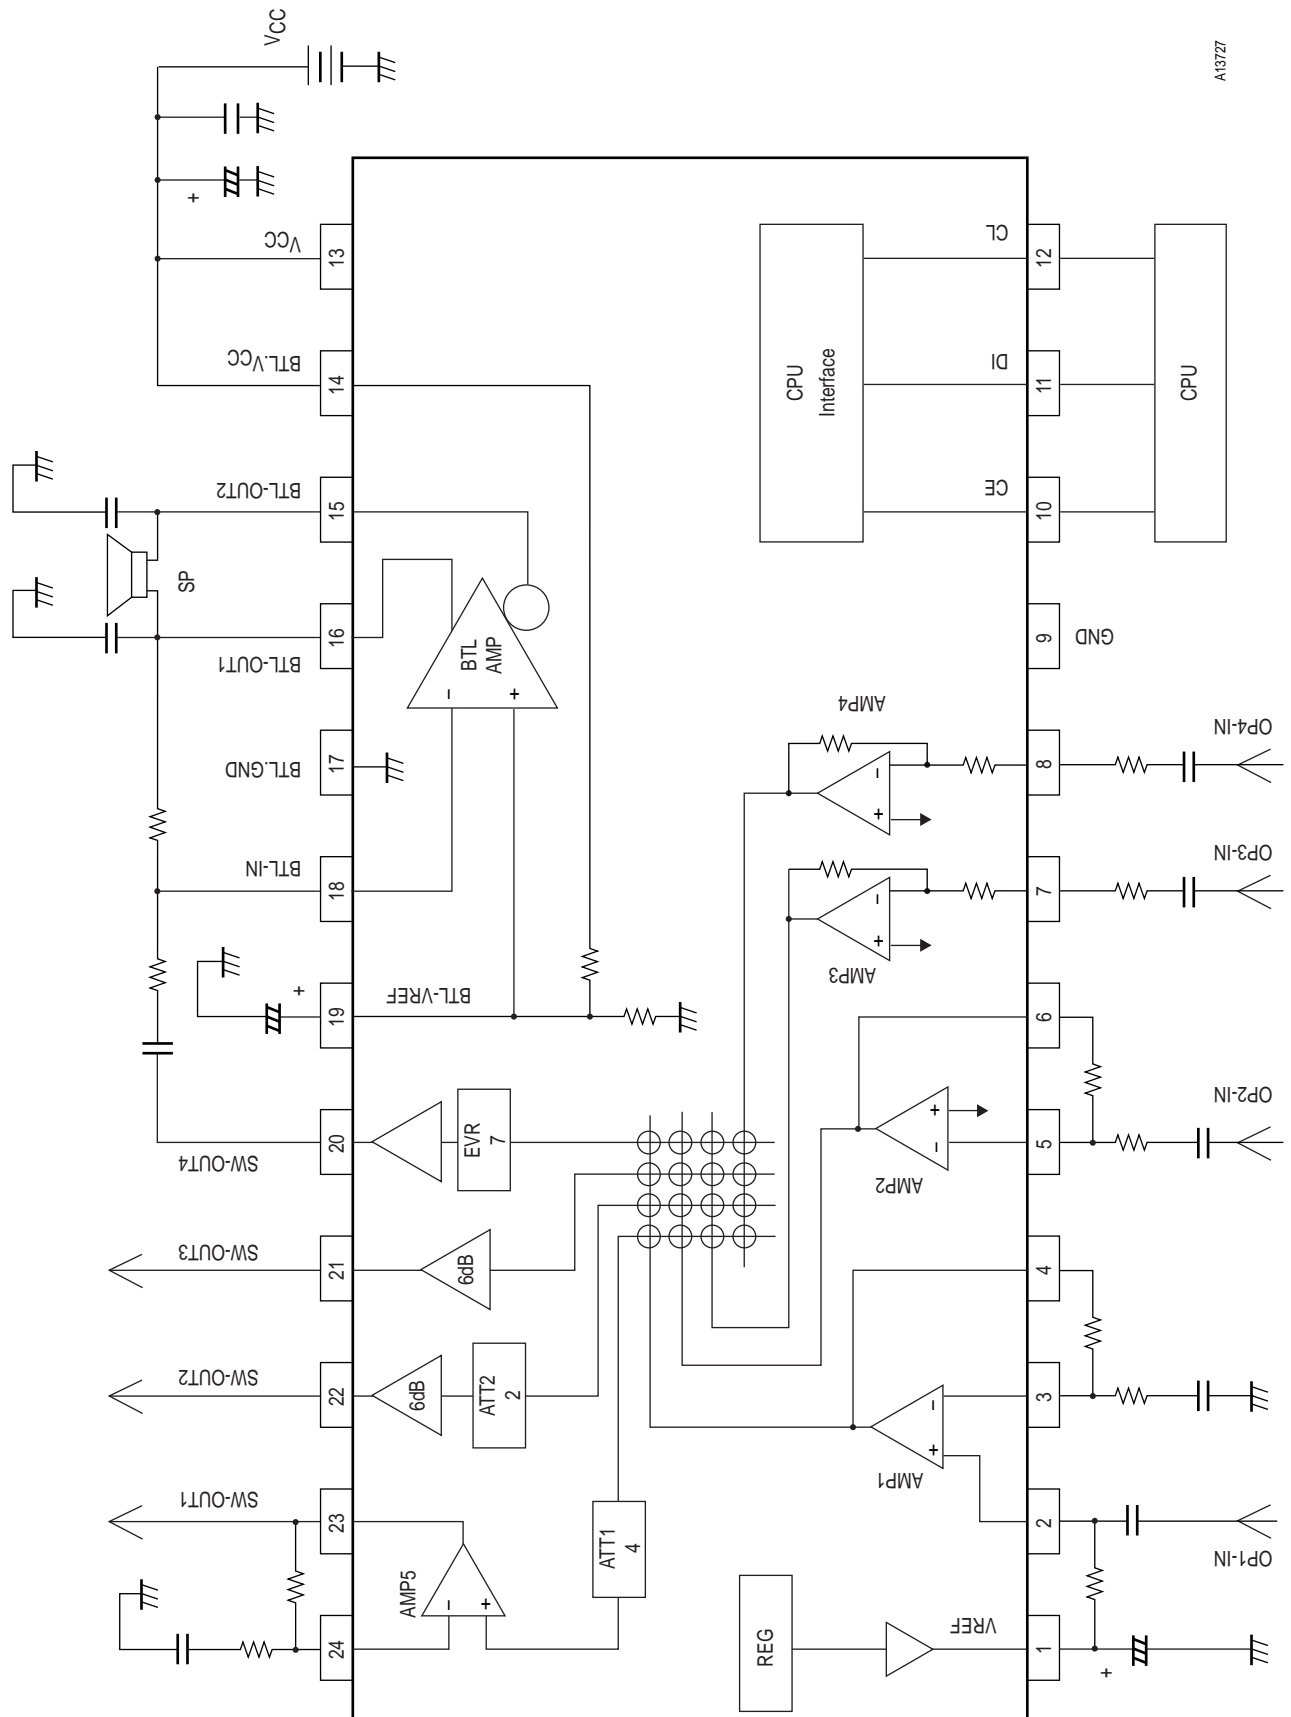 VCC
A13727
+
VCC
13
CL
12
CPU
Interface
CPU
BTL.VCC
14
DI
11
BTL-OUT2
15
CE
10
SP
BTL-OUT1
16
BTL
AMP
− +
9
GND
BTL.GND
17
AMP4
+ −
8
OP4-IN
BTL-IN
18
AMP3
+ −
7
OP3-IN
+
19
BTL-VREF
6
SW-OUT4
20
EVR
7
AMP2
− +
5
OP2-IN
SW-OUT3
21
6dB
4
SW-OUT2
22
6dB
ATT2
2
AMP1
+ −
3
SW-OUT1
23
ATT1
4
2
OP1-IN
AMP5
− +
24
REG
VREF
1
+